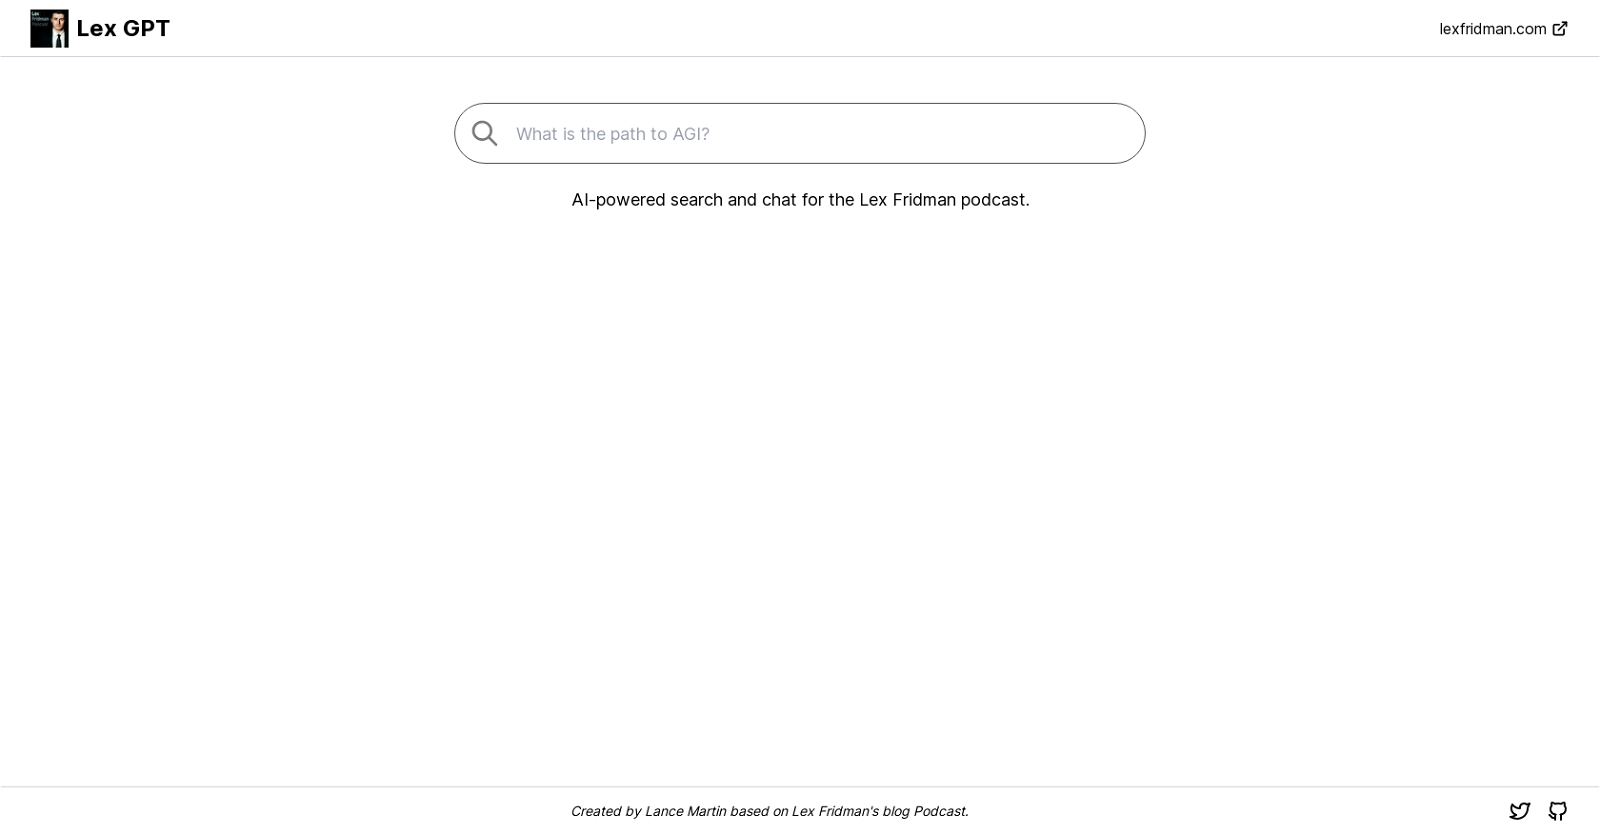 Lex GPT
lexfridman.com
What is the path to AGI?
AI-powered search and chat for the Lex Fridman podcast.
Created by Lance Martin based on Lex Fridman's blog Podcast.